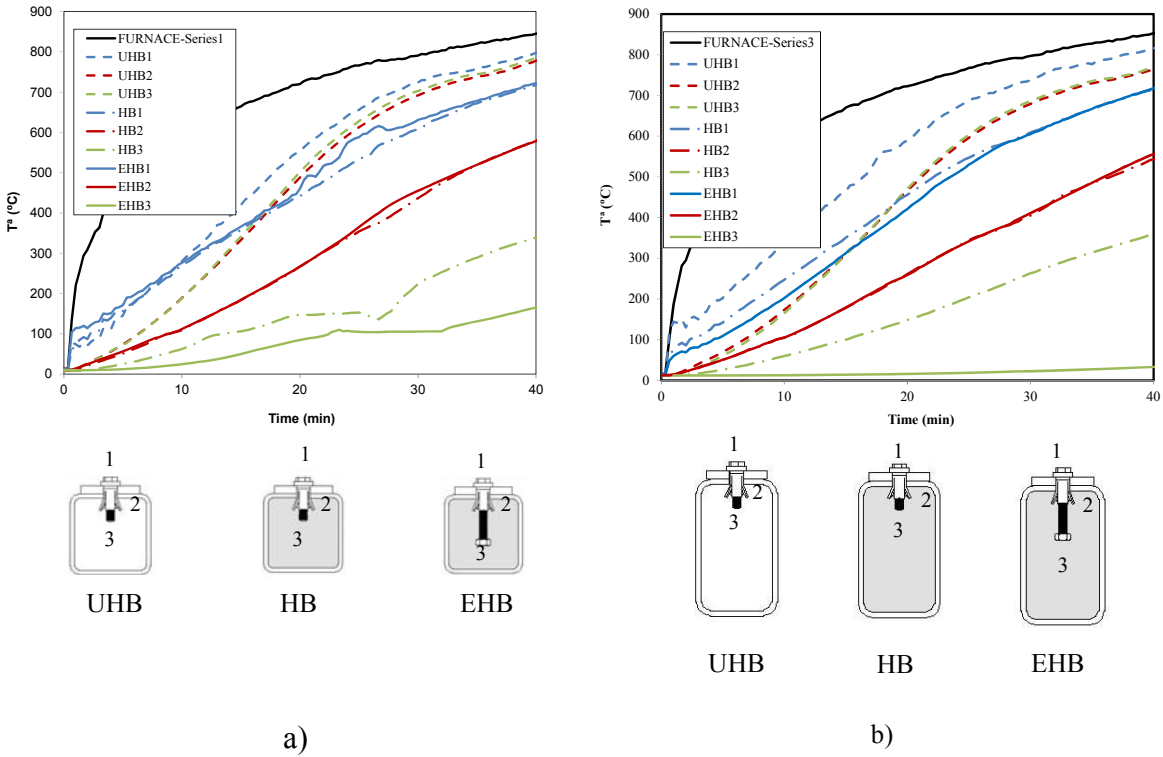 900
800
700
600
500
400
300
200
100
0
Tª (ºC)
FURNACE-Series1
UHB1
UHB2
UHB3
HB1
HB2
HB3
EHB1
EHB2
EHB3
0 10 20 30 40
Time (min)
1
2
3
UHB
1
2
3
HB
1
2
3
EHB
a)
900
800
700
600
500
400
300
200
100
0
Tª (°C)
FURNACE-Series3
UHB1
UHB2
UHB3
HB1
HB2
HB3
EHB1
EHB2
EHB3
0 10 20 30 40
Time (min)
1
2
3
UHB
1
2
3
HB
1
2
3
EHB
b)